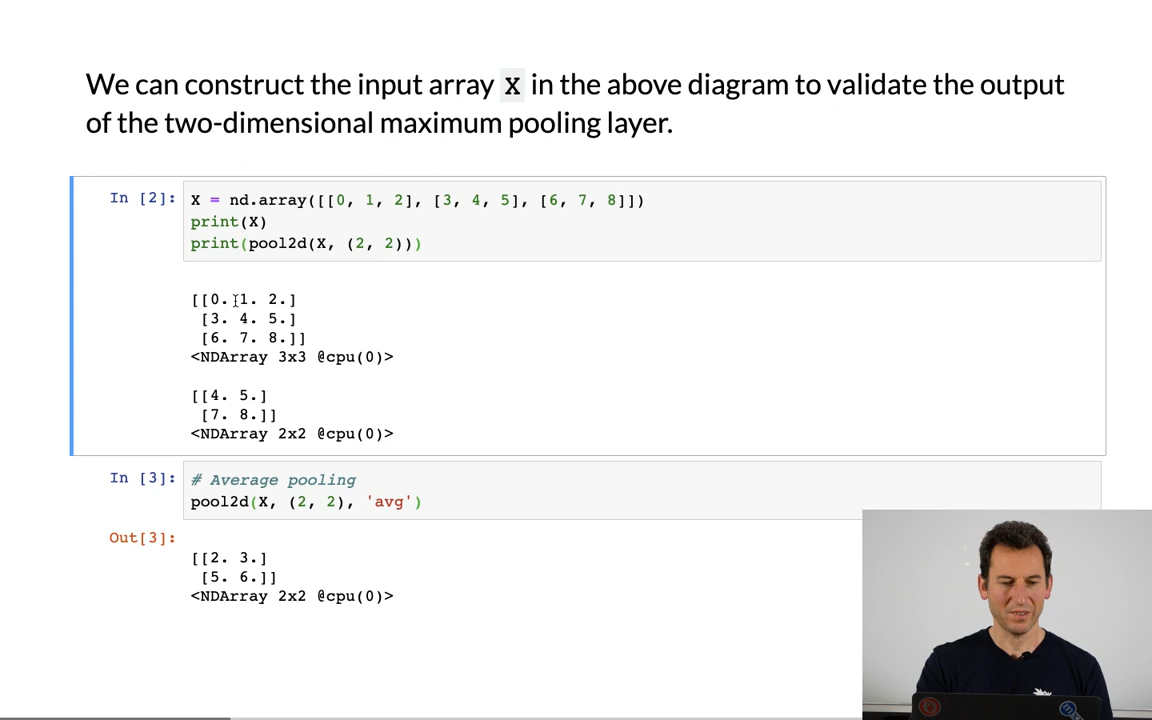 We can construct the input array X in the above diagram to validate the output
of the two-dimensional maximum pooling layer.
In [2]:
X = nd.array([[0, 1, 2], [3, 4, 5], [6, 7, 8]])
print(X)
print(pool2d(X, (2, 2)))
[[0. 1. 2.]
[3. 4. 5.]
[6. 7. 8.]]
<NDArray 3x3 @cpu(0)>
[[4. 5.]
[7. 8.]]
<NDArray 2x2 @cpu(0)>
In [3]:
# Average pooling
pool2d(X, (2, 2), 'avg')
Out[3]:
[[2. 3.]
[5. 6.]]
<NDArray 2x2 @cpu(0)>